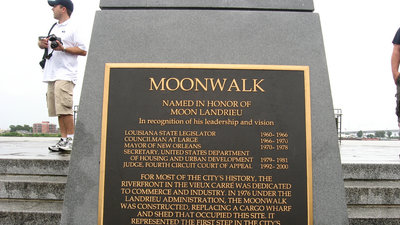 MOONWALK
NAMED IN HONOR OF
MOON LANDRIEU
In recognition of his leadership and vision
LOUISIANA STATE LEGISLATOR 1960-1966
COUNCILMAN AT LARGE 1966-1970
MAYOR OF NEW ORLEANS 1970-1978
SECRETARY, UNITED STATES DEPARTMENT
OF HOUSING AND URBAN DEVELOPMENT 1979-1981
JUDGE, FOURTH CIRCUIT COURT OF APPEAL 1992-2000
FOR MOST OF THE CITY'S HISTORY, THE
RIVERFRONT IN THE VIEUX CARRE WAS DEDICATED
TO COMMERCE AND INDUSTRY. IN 1976 UNDER THE
LANDRIEU ADMINISTRATION, THE MOONWALK
WAS CONSTRUCTED, REPLACING A CARGO WHARF
AND SHED THAT OCCUPIED THIS SITE. IT
REPRESENTED THE FIRST STEP IN THE CITY'S